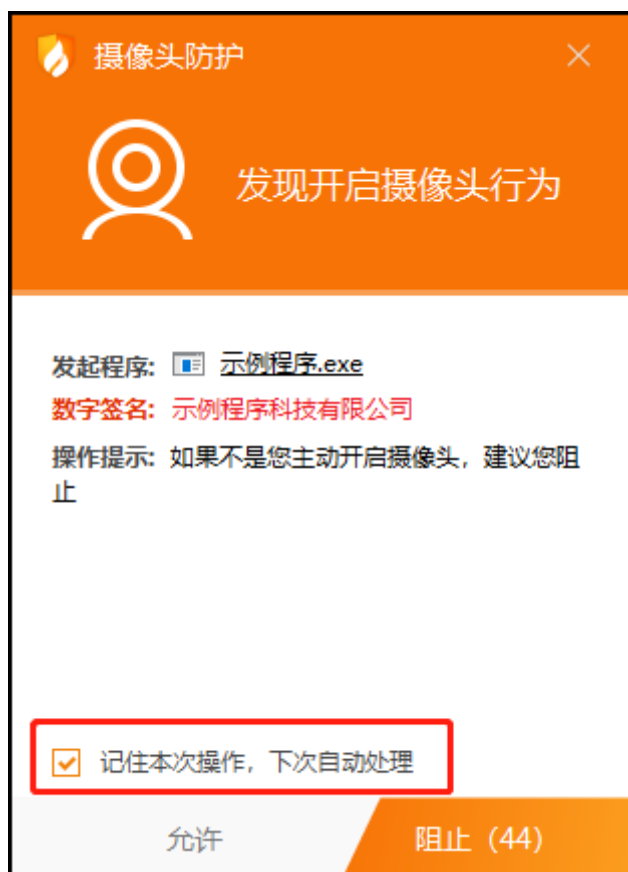 摄像头防护
发现开启摄像头行为
发起程序: 示例程序.exe
数字签名: 示例程序科技有限公司
操作提示: 如果不是您主动开启摄像头，建议您阻
止
记住本次操作，下次自动处理
允许
阻止（44）